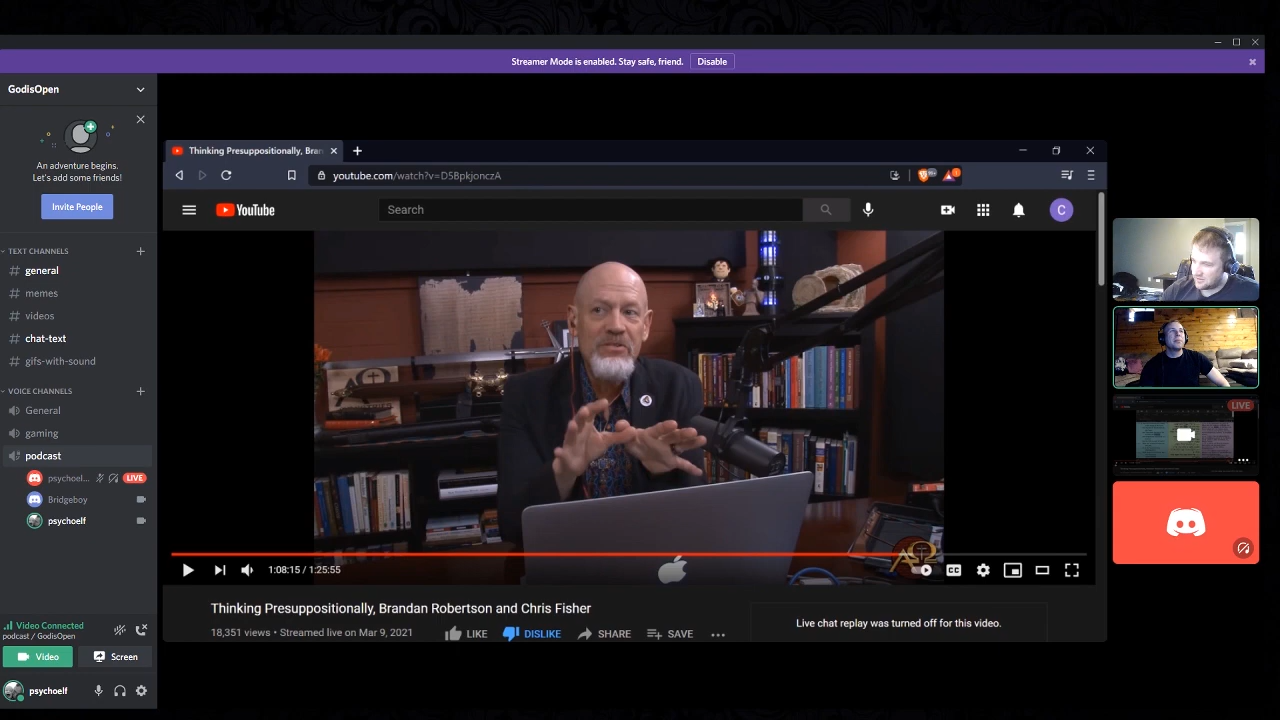 Streamer Mode is enabled. Stay safe, friend. Disable
GodisOpen
An adventure begins.
Let's add some friends!
Invite People
TEXT CHANNELS
# general
# memes
# videos
# chat-text
# gifs-with-sound
VOICE CHANNELS
General
gaming
podcast
psychoel... LIVE
Bridgeboy
psychoelf
Video Connected
podcast / GodisOpen
Video Screen
psychoelf
Thinking Presuppositionally, Bran
youtube.com/watch?v=D5BpkjonczA
YouTube
Search
C
1:08:15 / 1:25:55
CC
Thinking Presuppositionally, Brandan Robertson and Chris Fisher
18,351 views • Streamed live on Mar 9, 2021
LIKE DISLIKE SHARE SAVE
Live chat replay was turned off for this video.
LIVE